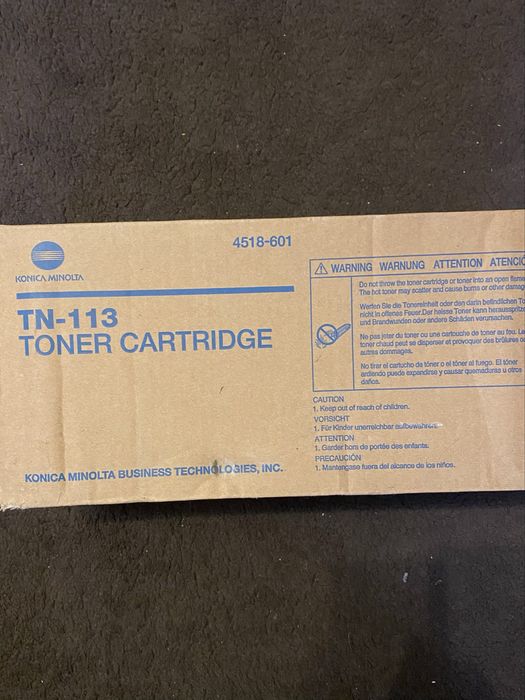 4518-601
KONICA MINOLTA
TN-113
TONER CARTRIDGE
KONICA MINOLTA BUSINESS TECHNOLOGIES, INC.
WARNING WARNUNG ATTENTION
Do not throw the toner cartridge or toner into an open
The hot toner may scatter and cause burns or other
Werfen Sie die Tonereinheit oder den darin befindlichen
nicht in offenes Feuer.Der heisse Toner kann
und Brandwunden oder andere Schäden verursachen.
Ne pas jeter du toner ou une cartouche de toner au feu.
toner chaud peut se disperser et provoquer des brûlures
autres dommages.
No tirar el cartucho de tóner o el tóner al fuego. El tóner
ardiendo puede expandirse y causar quemaduras u otros
daños.
CAUTION
1. Keep out of reach of children.
VORSICHT
1. Für Kinder unerreichbar aufbewahren.
ATTENTION
1. Garder hors de portée des enfants.
PRECAUCIÓN
1. Mantengase fuera del alcance de los niños.